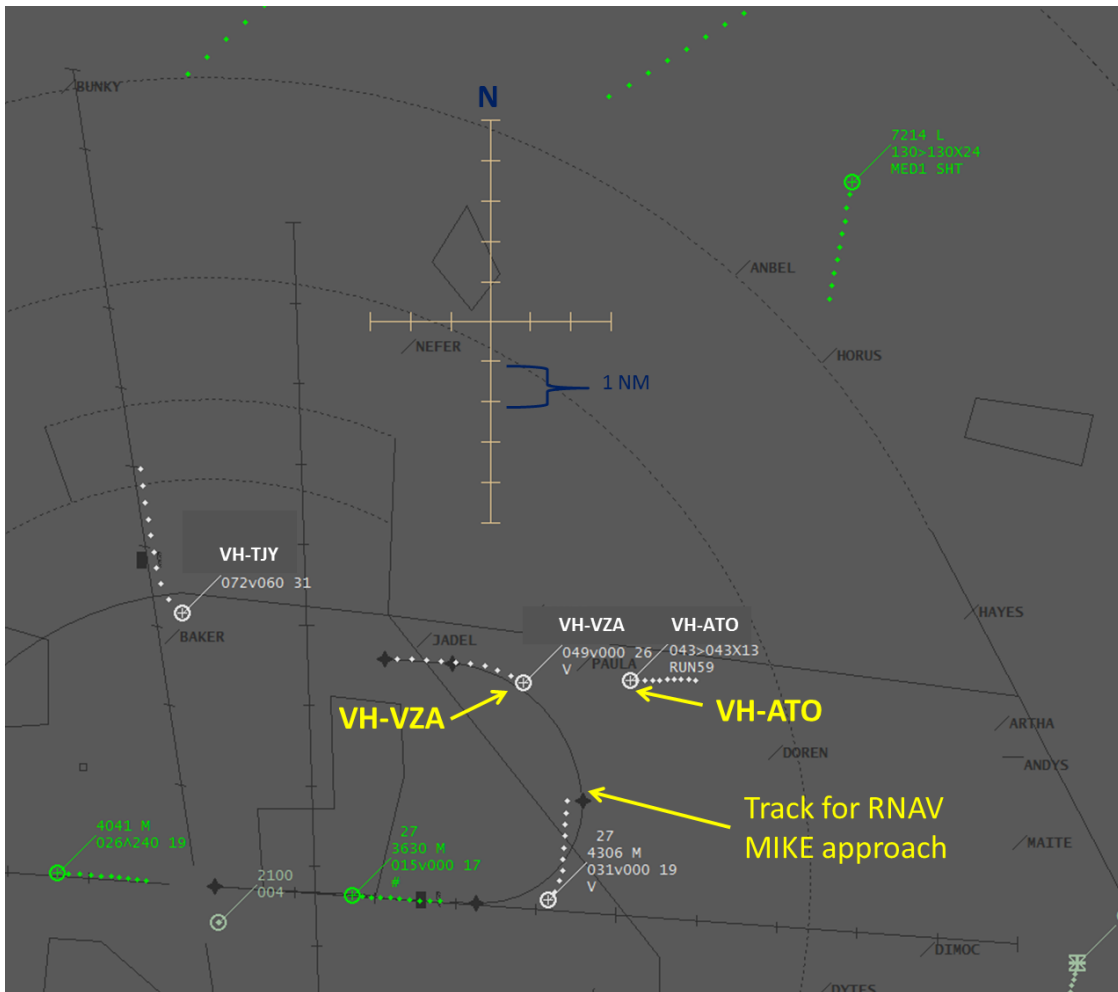 BUNKY
N
7214 L
130>130X24
MED1 SHT
ANBEL
NEFER
HORUS
1 NM
VH-TJY
072v060 31
BAKER
JADEL
VH-VZA
049v000 26
V
PAULA
VH-ATO
043>043X13
RUN59
HAYES
VH-VZA
VH-ATO
ARTHA
DOREN
ANDYS
Track for RNAV
MIKE approach
MAITE
4041 M
026^240 19
27
3630 M
015v000 17
#
27
4306 M
031v000 19
V
2100
004
DIMOC
DYTES